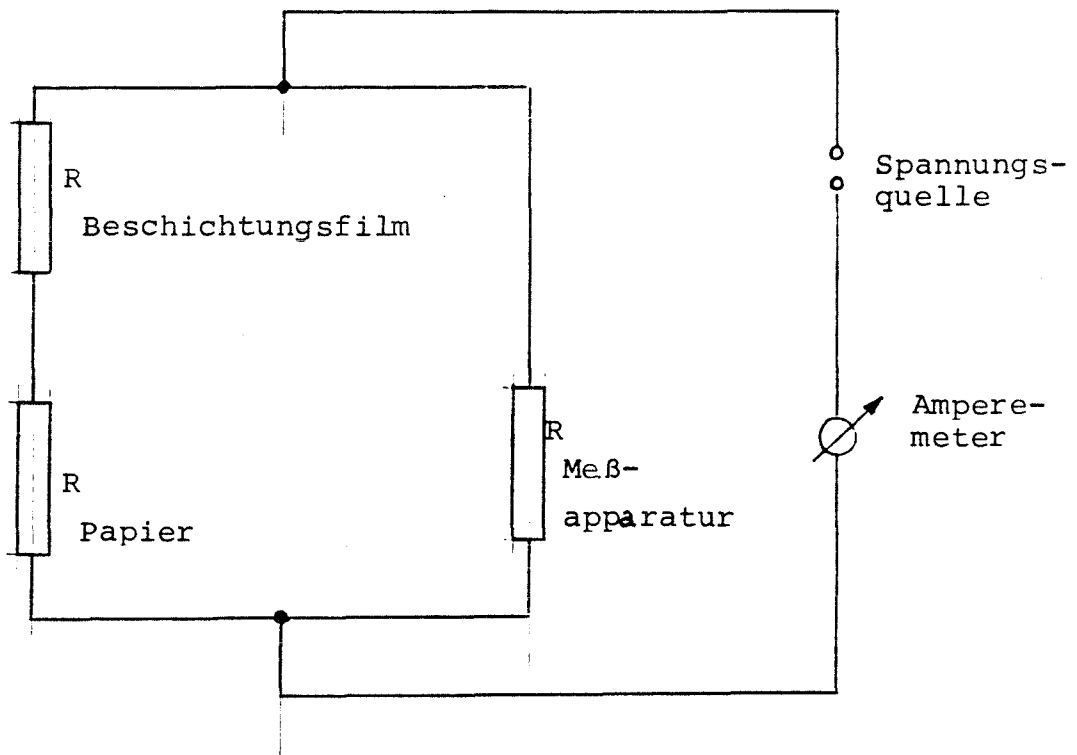 R
Beschichtungsfilm
R
Papier
R
Meß-
apparatur
Spannungs-
quelle
Ampere-
meter